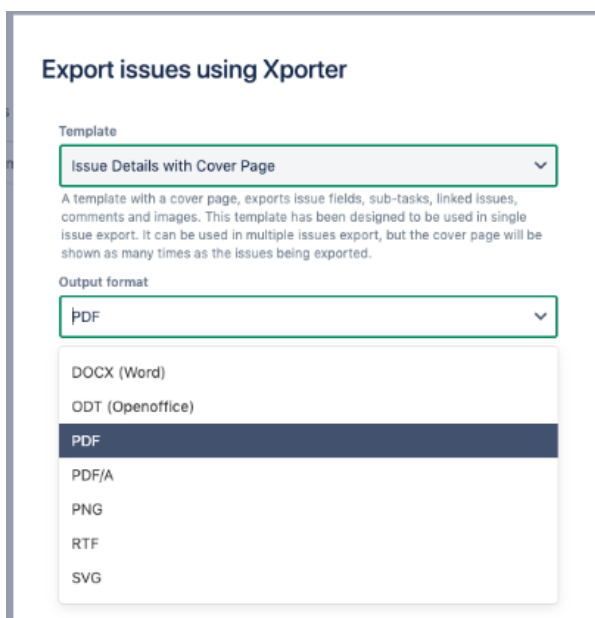 Export issues using Xporter
Template
Issue Details with Cover Page
A template with a cover page, exports issue fields, sub-tasks, linked issues,
comments and images. This template has been designed to be used in single
issue export. It can be used in multiple issues export, but the cover page will be
shown as many times as the issues being exported.
Output format
PDF
DOCX (Word)
ODT (Openoffice)
PDF
PDF/A
PNG
RTF
SVG